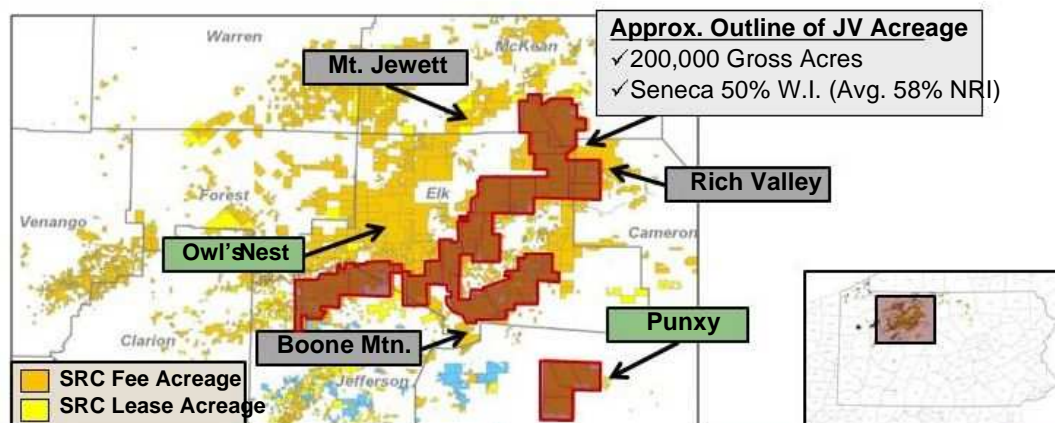 Warren
McKean
Approx. Outline of JV Acreage
✓200,000 Gross Acres
✓Seneca 50% W.I. (Avg. 58% NRI)
Mt. Jewett
Rich Valley
Elk
Forest
Venango
Cameron
Owl'sNest
Punxy
Clarion
Boone Mtn.
Jefferson
SRC Fee Acreage
SRC Lease Acreage